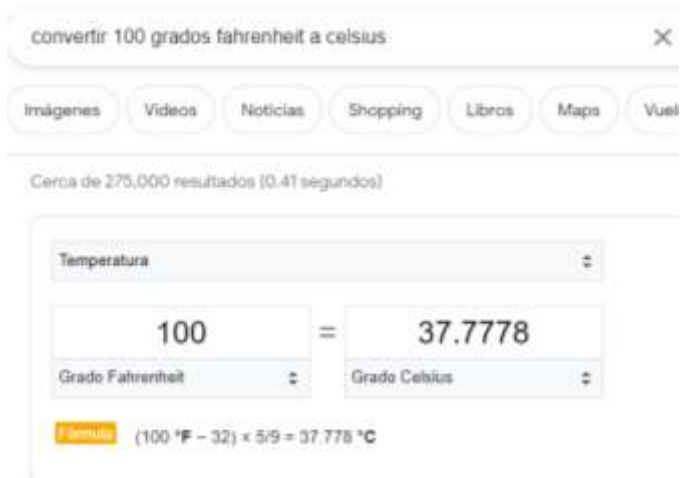 convertir 100 grados fahrenheit a celsius
Imágenes Videos Noticias Shopping Libros Maps Vuel
Cerca de 275,000 resultados (0.41 segundos)
Temperatura
100 = 37.7778
Grado Fahrenheit Grado Celsius
Fórmula (100 °F − 32) × 5/9 = 37.778 °C